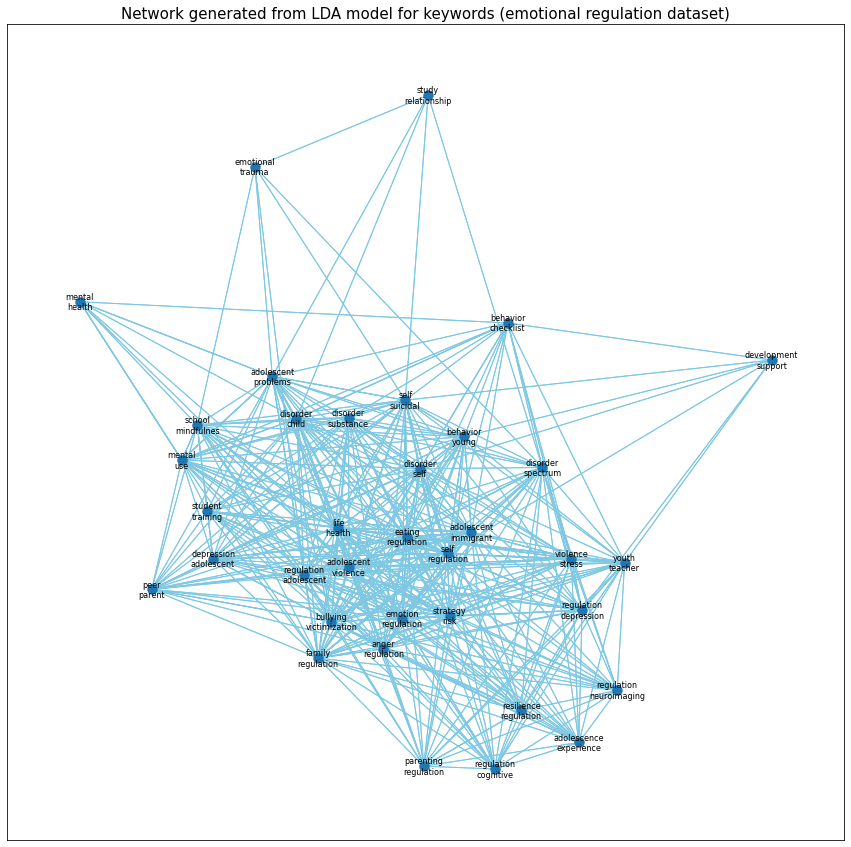 Network generated from LDA model for keywords (emotional regulation dataset)
study
relationship
emotional
trauma
mental
health
behavior
checklist
development
support
adolescent
problems
self
suicidal
disorder
child
disorder
substance
school
mindfulnes
behavior
young
mental
use
disorder
self
disorder
spectrum
student
training
life
health
eating
regulation
adolescent
immigrant
self
regulation
depression
adolescent
regulation
adolescent
adolescent
violence
violence
stress
youth
teacher
peer
parent
bullying
victimization
emotion
regulation
strategy
risk
regulation
depression
family
regulation
anger
regulation
regulation
neuroimaging
resilience
regulation
adolescence
experience
parenting
regulation
regulation
cognitive